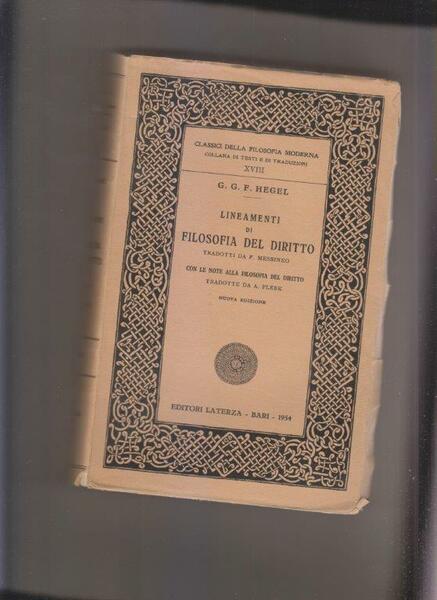 CLASSICI DELLA FILOSOFIA MODERNA
COLLANA DI TESTI E DI TRADUZIONI
XVIII
G. G. F. HEGEL
LINEAMENTI
DI
FILOSOFIA DEL DIRITTO
TRADOTTI DA F. MESSINEO
CON LE NOTE ALLA FILOSOFIA DEL DIRITTO
TRADOTTE DA A. PLEBE
NUOVA EDIZIONE
EDITORI LATERZA - BARI - 1954